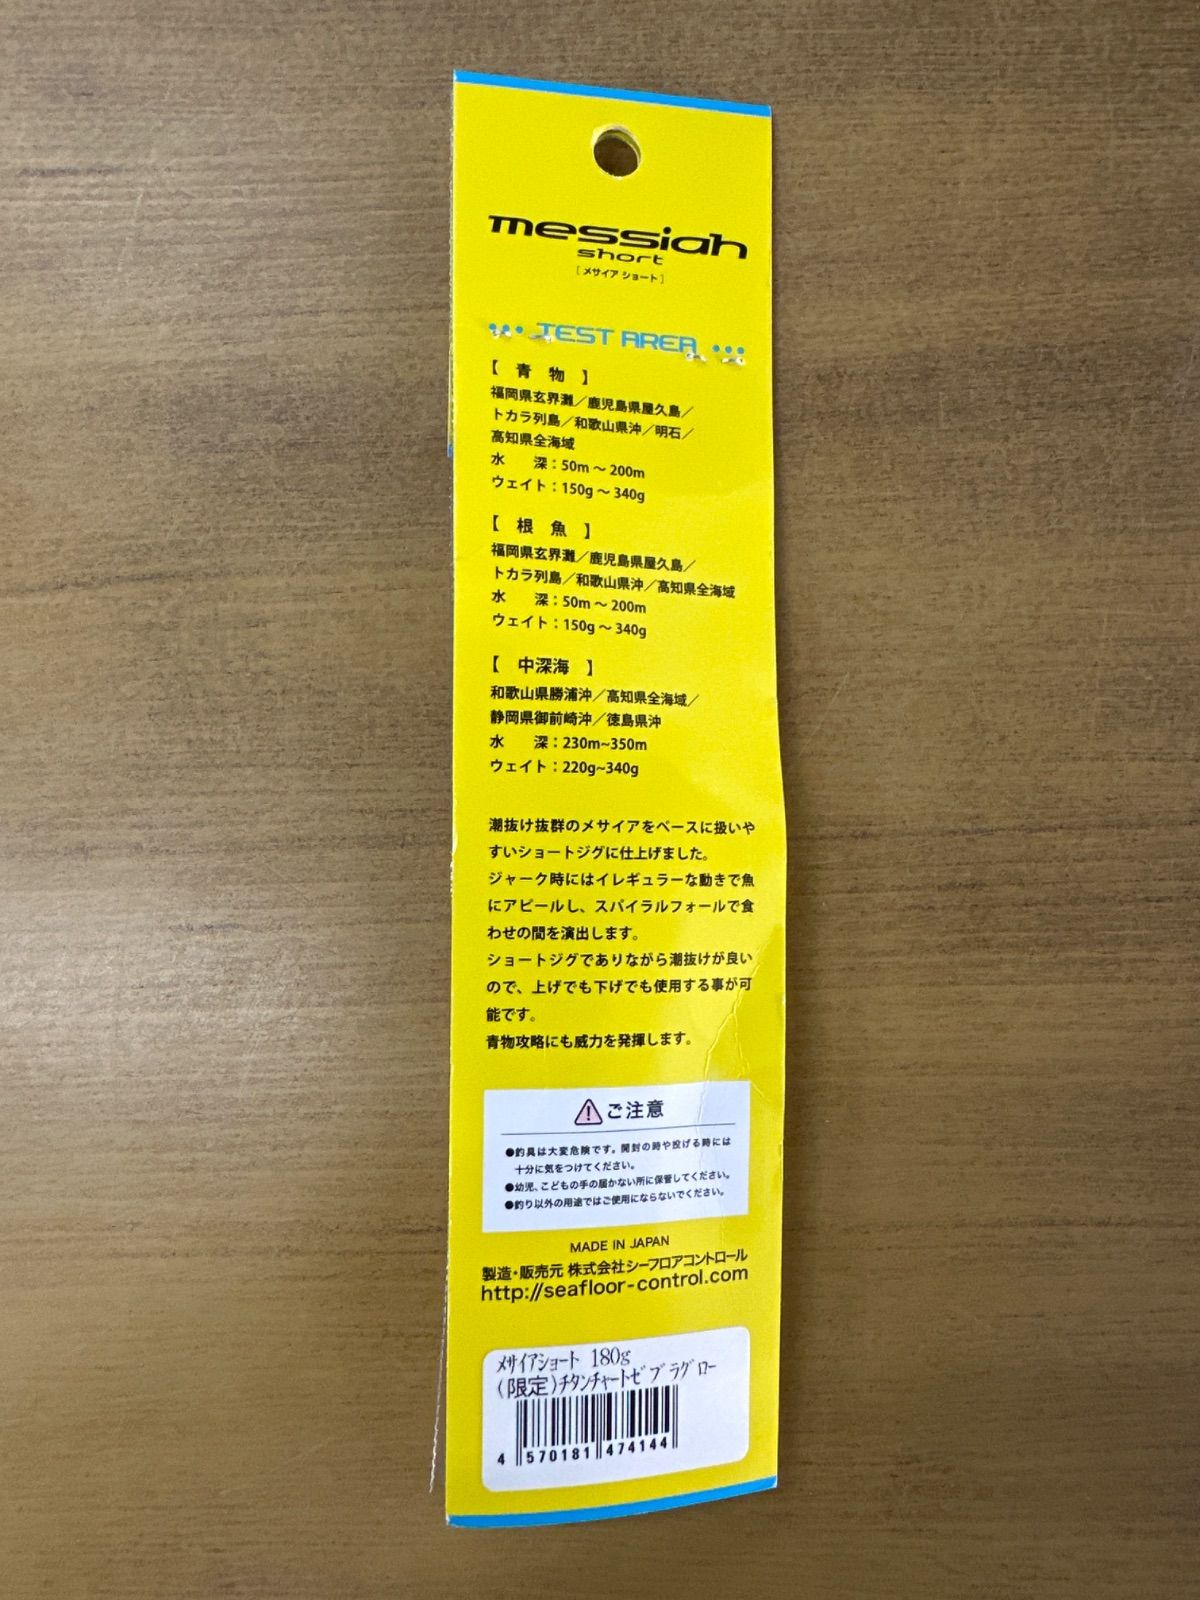 messiah
short
[ メサイア ショート ]
TEST AREA
【 青 物 】
福岡県玄界灘／鹿児島県屋久島／
トカラ列島／和歌山県沖／明石／
高知県全海域
水　　深：50m 〜 200m
ウェイト：150g 〜 340g
【 根 魚 】
福岡県玄界灘／鹿児島県屋久島／
トカラ列島／和歌山県沖／高知県全海域
水　　深：50m 〜 200m
ウェイト：150g 〜 340g
【 中深海 】
和歌山県勝浦沖／高知県全海域／
静岡県御前崎沖／徳島県沖
水　　深：230m~350m
ウェイト：220g~340g
潮抜け抜群のメサイアをベースに扱いや
すいショートジグに仕上げました。
ジャーク時にはイレギュラーな動きで魚
にアピールし、スパイラルフォールで食
わせの間を演出します。
ショートジグでありながら潮抜けが良い
ので、上げでも下げでも使用する事が可
能です。
青物攻略にも威力を発揮します。
ご注意
●釣具は大変危険です。開封の時や投げる時には
十分に気をつけてください。
●幼児、こどもの手の届かない所に保管してください。
●釣り以外の用途ではご使用にならないでください。
MADE IN JAPAN
製造・販売元 株式会社シーフロアコントロール
http://seafloor-control.com
メサイアショート 180g
(限定)チタンチャートゼブラグロー
4 570181 474144